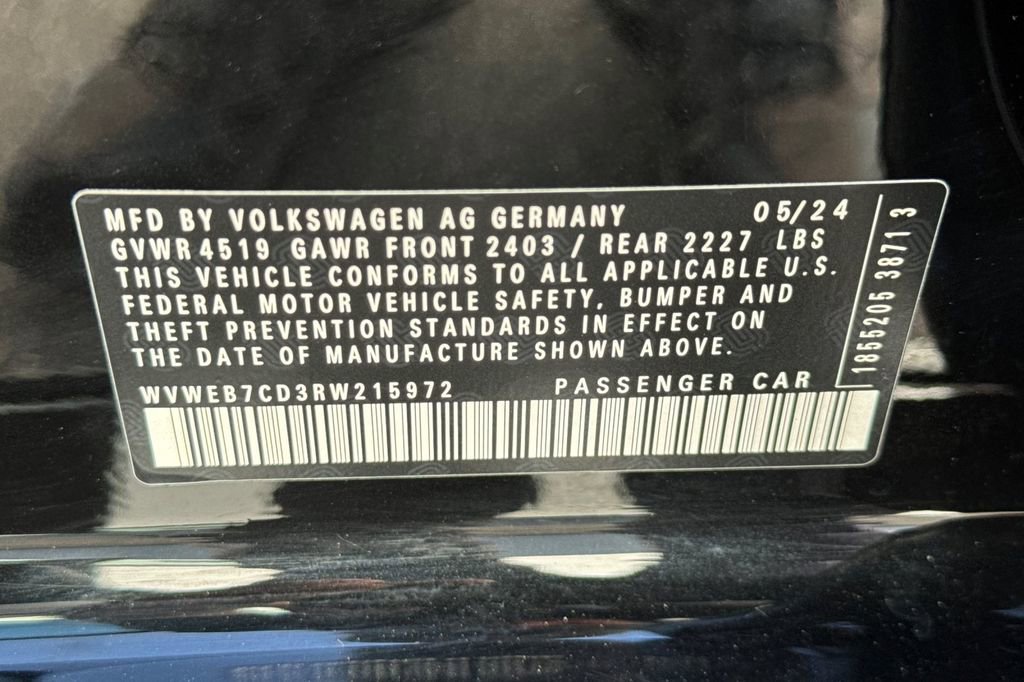 MFD BY VOLKSWAGEN AG GERMANY 05/24
GVWR 4519 GAWR FRONT 2403 / REAR 2227 LBS
THIS VEHICLE CONFORMS TO ALL APPLICABLE U.S.
FEDERAL MOTOR VEHICLE SAFETY, BUMPER AND
THEFT PREVENTION STANDARDS IN EFFECT ON
THE DATE OF MANUFACTURE SHOWN ABOVE.
WVWEB7CD3RW215972 PASSENGER CAR
1855205 3871 3